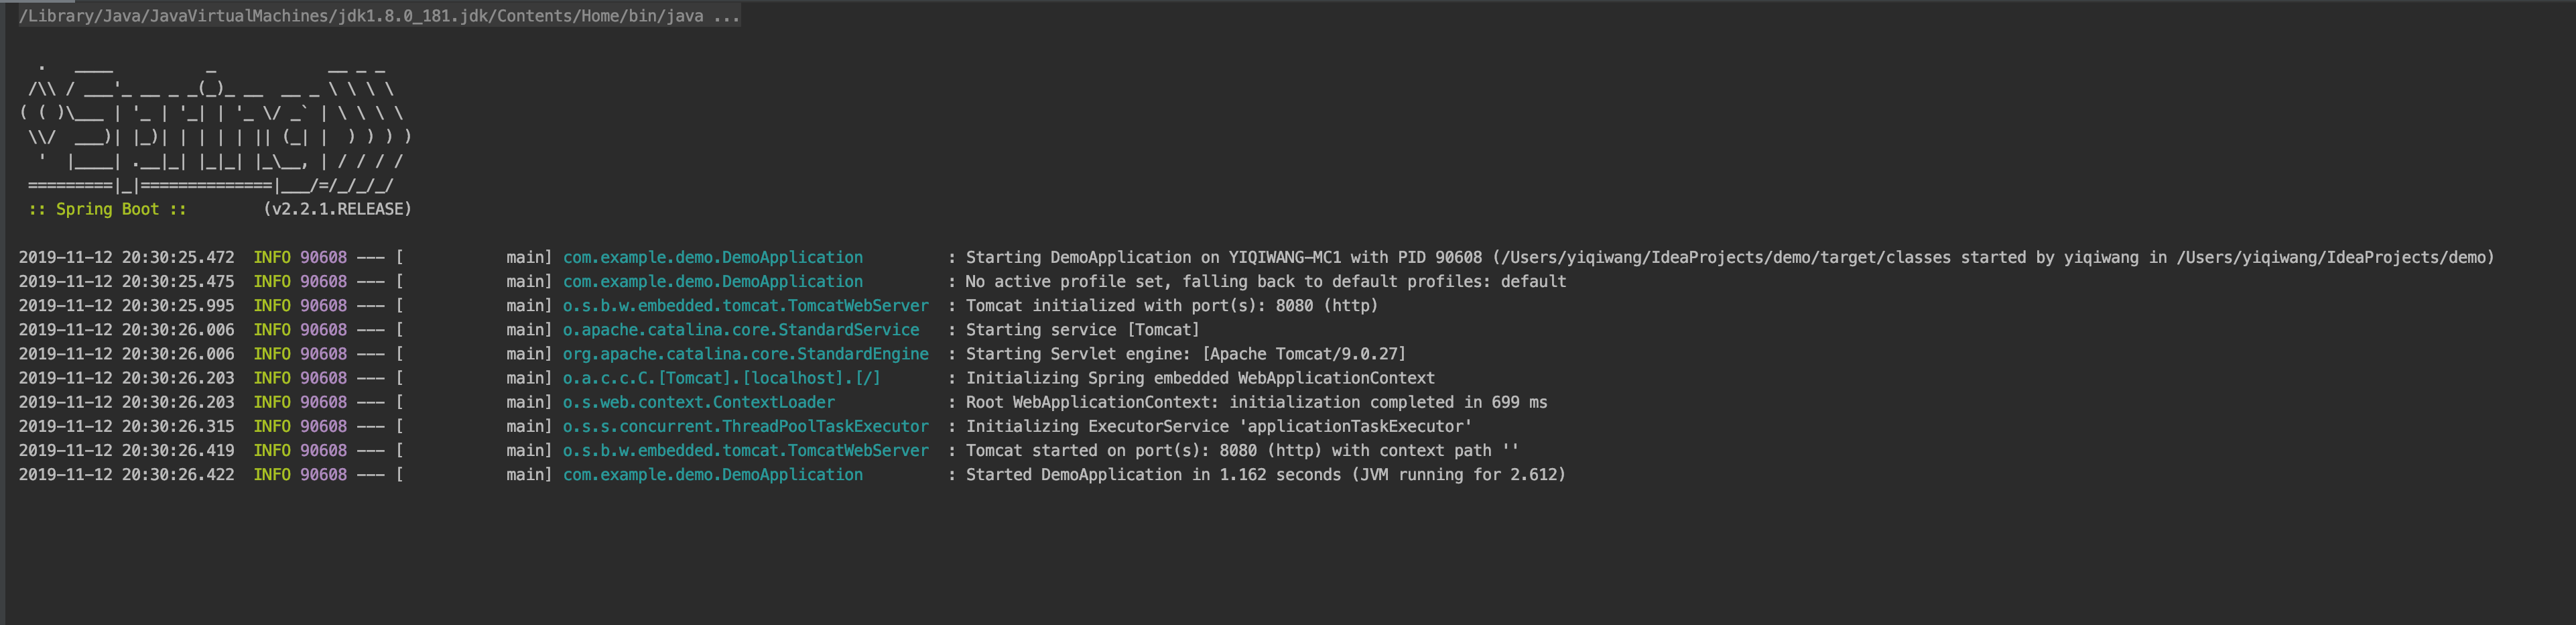 /Library/Java/JavaVirtualMachines/jdk1.8.0_181.jdk/Contents/Home/bin/java ...
  .   ____          _            __ _ _
 /\\ / ___'_ __ _ _(_)_ __  __ _ \ \ \ \
( ( )\___ | '_ | '_| | '_ \/ _` | \ \ \ \
 \\/  ___)| |_)| | | | | || (_| |  ) ) ) )
  '  |____| .__|_| |_|_| |_\__, | / / / /
 =========|_|==============|___/=/_/_/_/
 :: Spring Boot ::        (v2.2.1.RELEASE)
2019-11-12 20:30:25.472  INFO 90608 --- [           main] com.example.demo.DemoApplication         : Starting DemoApplication on YIQIWANG-MC1 with PID 90608 (/Users/yiqiwang/IdeaProjects/demo/target/classes started by yiqiwang in /Users/yiqiwang/IdeaProjects/demo)
2019-11-12 20:30:25.475  INFO 90608 --- [           main] com.example.demo.DemoApplication         : No active profile set, falling back to default profiles: default
2019-11-12 20:30:25.995  INFO 90608 --- [           main] o.s.b.w.embedded.tomcat.TomcatWebServer  : Tomcat initialized with port(s): 8080 (http)
2019-11-12 20:30:26.006  INFO 90608 --- [           main] o.apache.catalina.core.StandardService   : Starting service [Tomcat]
2019-11-12 20:30:26.006  INFO 90608 --- [           main] org.apache.catalina.core.StandardEngine  : Starting Servlet engine: [Apache Tomcat/9.0.27]
2019-11-12 20:30:26.203  INFO 90608 --- [           main] o.a.c.c.C.[Tomcat].[localhost].[/]       : Initializing Spring embedded WebApplicationContext
2019-11-12 20:30:26.203  INFO 90608 --- [           main] o.s.web.context.ContextLoader            : Root WebApplicationContext: initialization completed in 699 ms
2019-11-12 20:30:26.315  INFO 90608 --- [           main] o.s.s.concurrent.ThreadPoolTaskExecutor  : Initializing ExecutorService 'applicationTaskExecutor'
2019-11-12 20:30:26.419  INFO 90608 --- [           main] o.s.b.w.embedded.tomcat.TomcatWebServer  : Tomcat started on port(s): 8080 (http) with context path ''
2019-11-12 20:30:26.422  INFO 90608 --- [           main] com.example.demo.DemoApplication         : Started DemoApplication in 1.162 seconds (JVM running for 2.612)